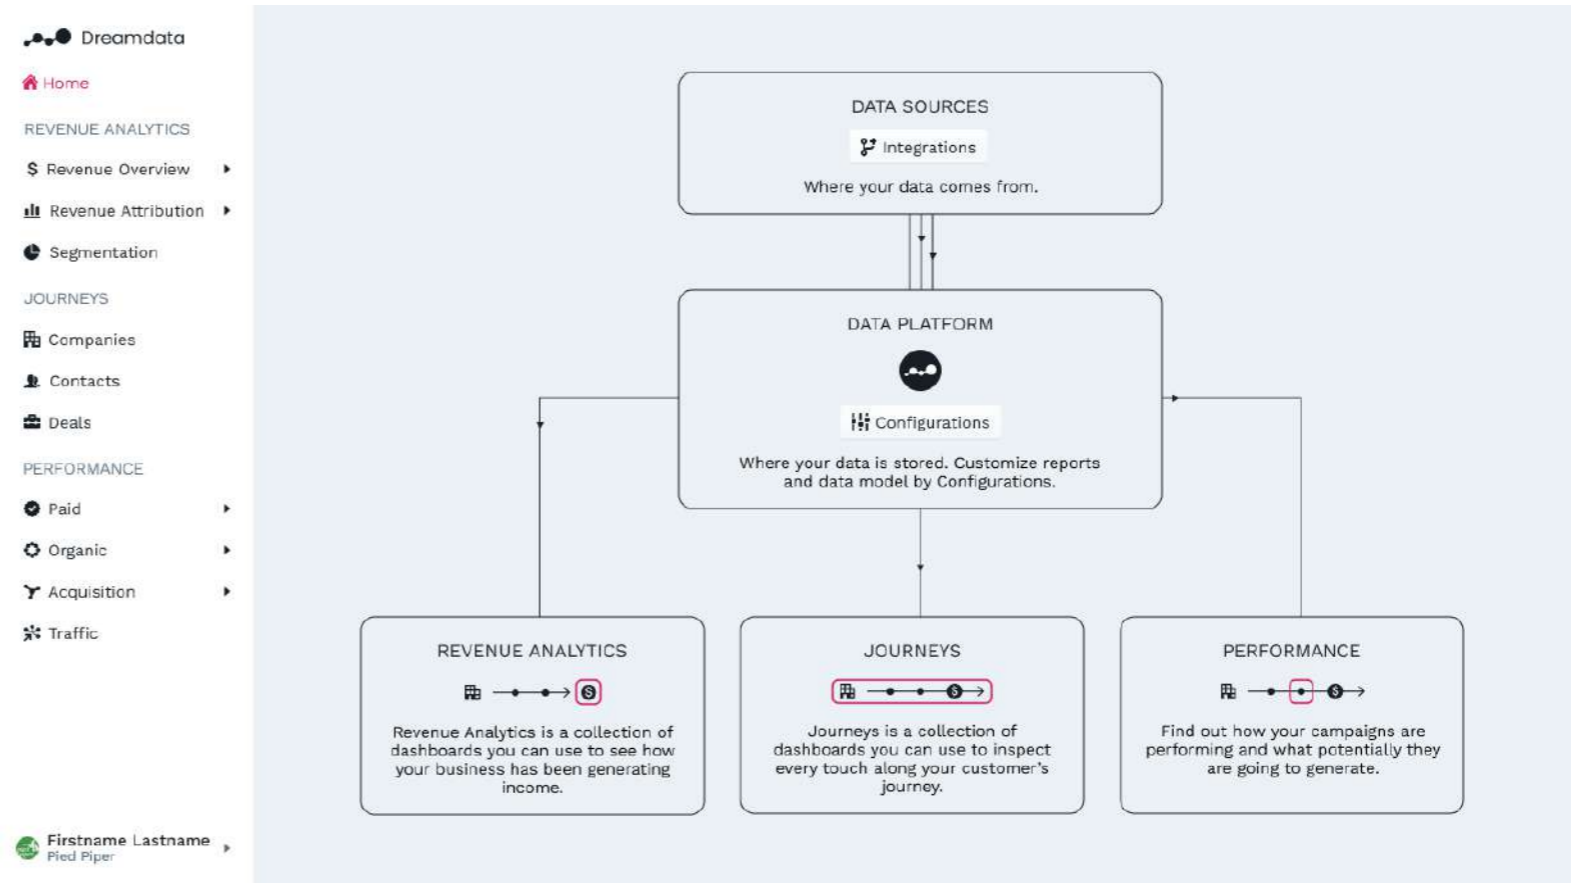 Dreamdata
Home
REVENUE ANALYTICS
$ Revenue Overview
Revenue Attribution
Segmentation
JOURNEYS
Companies
Contacts
Deals
PERFORMANCE
Paid
Organic
Acquisition
Traffic
Firstname Lastname
Pied Piper
DATA SOURCES
Integrations
Where your data comes from.
DATA PLATFORM
Configurations
Where your data is stored. Customize reports
and data model by Configurations.
REVENUE ANALYTICS
$
Revenue Analytics is a collection of
dashboards you can use to see how
your business has been generating
income.
JOURNEYS
$
Journeys is a collection of
dashboards you can use to inspect
every touch along your customer's
journey.
PERFORMANCE
$
Find out how your campaigns are
performing and what potentially they
are going to generate.